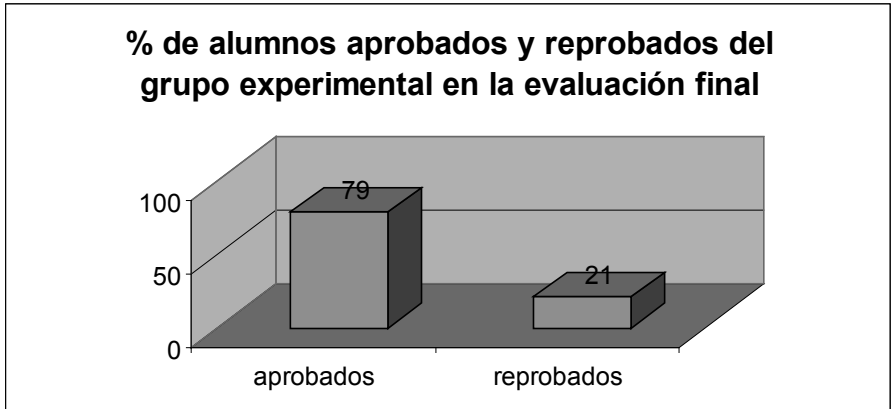 % de alumnos aprobados y reprobados del
grupo experimental en la evaluación final
79
100
21
50
0
aprobados reprobados